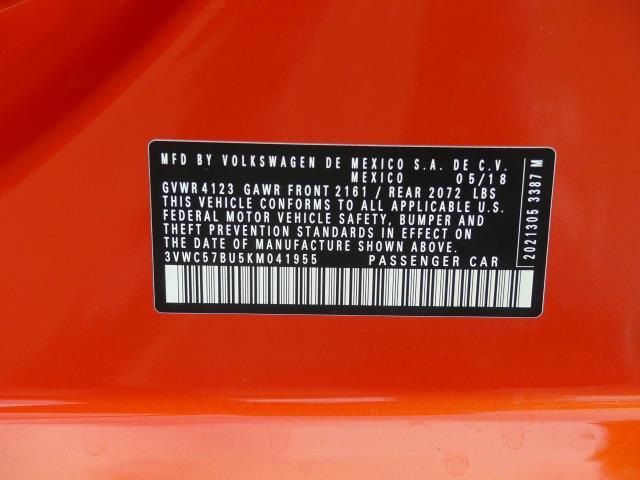 MFD BY VOLKSWAGEN DE MEXICO S.A. DE C.V.
MEXICO 05/18
GVWR 4123 GAWR FRONT 2161 / REAR 2072 LBS
THIS VEHICLE CONFORMS TO ALL APPLICABLE U.S.
FEDERAL MOTOR VEHICLE SAFETY, BUMPER AND
THEFT PREVENTION STANDARDS IN EFFECT ON
THE DATE OF MANUFACTURE SHOWN ABOVE.
3VWC57BU5KM041955 PASSENGER CAR
2021305 3387 M